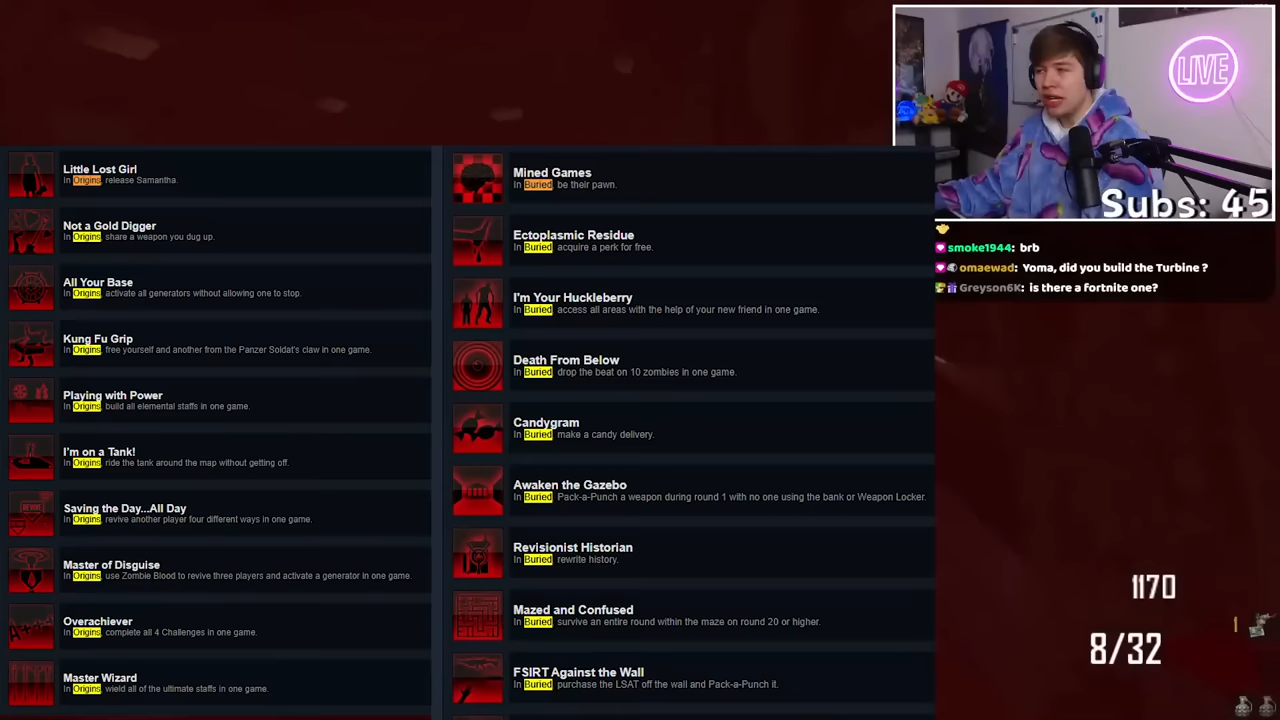 Little Lost Girl
In Origins, release Samantha.
Not a Gold Digger
In Origins, share a weapon you dug up.
All Your Base
In Origins, activate all generators without allowing one to stop.
Kung Fu Grip
In Origins, free yourself and another from the Panzer Soldat's claw in one game.
Playing with Power
In Origins, build all elemental staffs in one game.
I'm on a Tank!
In Origins, ride the tank around the map without getting off.
Saving the Day...All Day
In Origins, revive another player four different ways in one game.
Master of Disguise
In Origins, use Zombie Blood to revive three players and activate a generator in one game.
Overachiever
In Origins, complete all 4 Challenges in one game.
Master Wizard
In Origins, wield all of the ultimate staffs in one game.
Mined Games
In Buried, be their pawn.
Ectoplasmic Residue
In Buried, acquire a perk for free.
I'm Your Huckleberry
In Buried, access all areas with the help of your new friend in one game.
Death From Below
In Buried, drop the beat on 10 zombies in one game.
Candygram
In Buried, make a candy delivery.
Awaken the Gazebo
In Buried, Pack-a-Punch a weapon during round 1 with no one using the bank or Weapon Locker.
Revisionist Historian
In Buried, rewrite history.
Mazed and Confused
In Buried, survive an entire round within the maze on round 20 or higher.
FSIRT Against the Wall
In Buried, purchase the LSAT off the wall and Pack-a-Punch it.
LIVE
Subs: 45
smoke1944: brb
omaewad: Yoma, did you build the Turbine ?
Greyson6K: is there a fortnite one?
1170
8/32